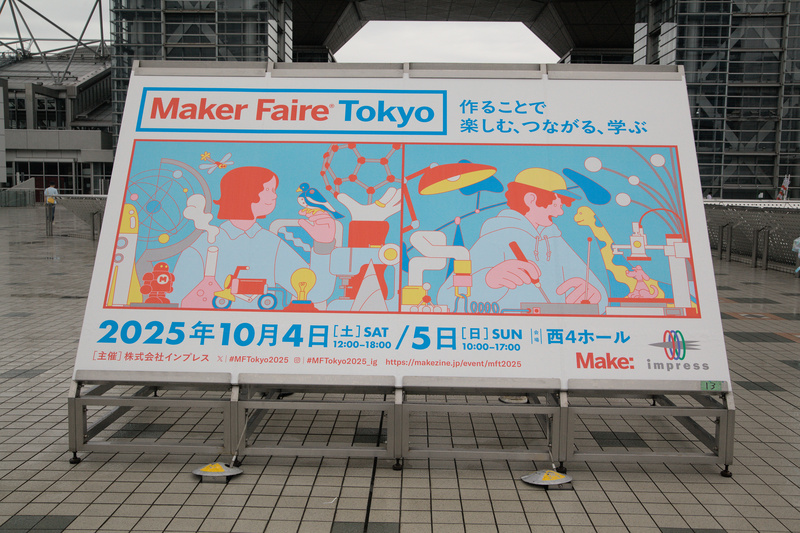 Maker Faire® Tokyo
作ることで
楽しむ、つながる、学ぶ
2025年10月4日[土]SAT 12:00–18:00 /5日[日]SUN 10:00–17:00 会場 西4ホール
[主催] 株式会社インプレス X | #MFTokyo2025 | #MFTokyo2025_ig https://makezine.jp/event/mft2025
Make:
impress
13
M